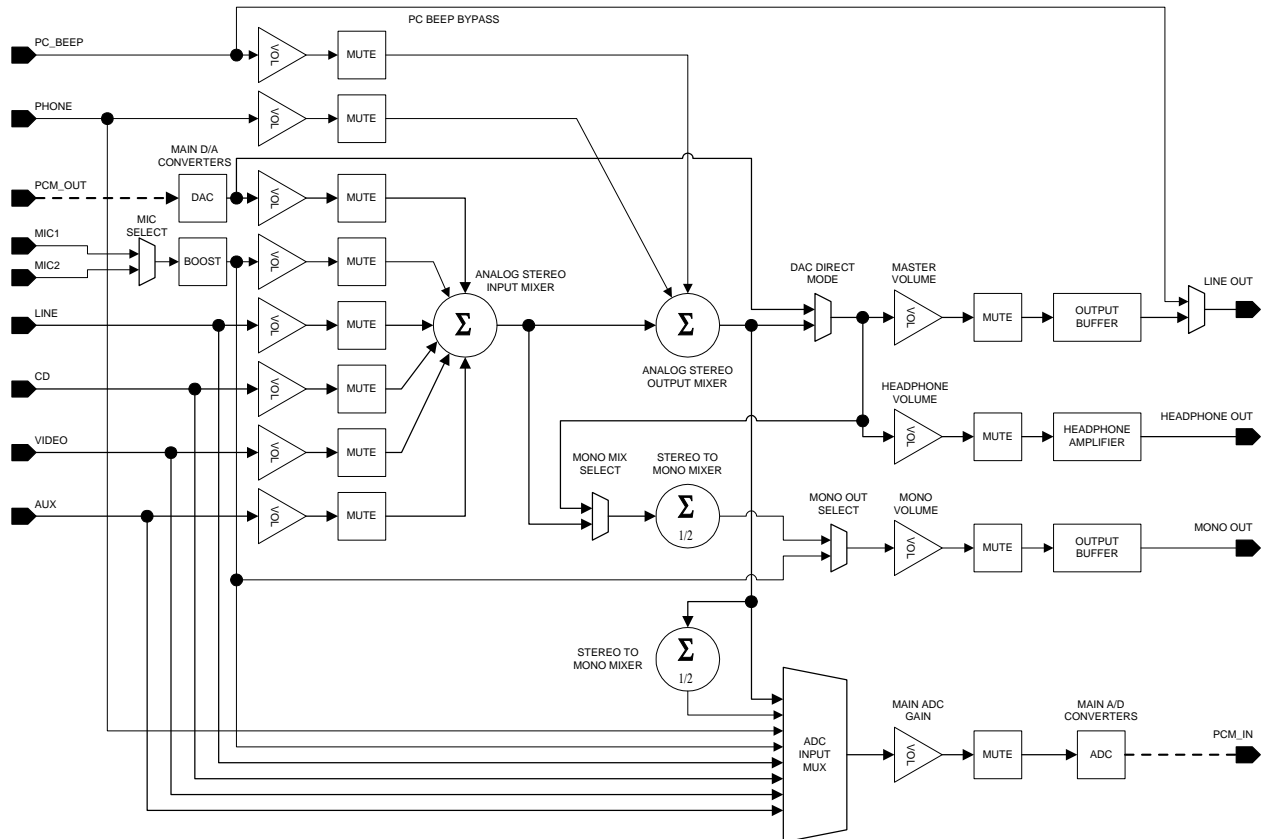 PC BEEP BYPASS
PC_BEEP
VOL
MUTE
PHONE
VOL
MUTE
MAIN D/A
CONVERTERS
PCM_OUT
DAC
VOL
MUTE
MIC
SELECT
MIC1
MIC2
BOOST
VOL
MUTE
ANALOG STEREO
INPUT MIXER
Σ
LINE
VOL
MUTE
CD
VOL
MUTE
VIDEO
VOL
MUTE
AUX
VOL
MUTE
Σ
ANALOG STEREO
OUTPUT MIXER
DAC DIRECT
MODE
MASTER
VOLUME
VOL
MUTE
OUTPUT
BUFFER
LINE OUT
HEADPHONE
VOLUME
VOL
MUTE
HEADPHONE
AMPLIFIER
HEADPHONE OUT
MONO MIX
SELECT
STEREO TO
MONO MIXER
Σ
1/2
MONO OUT
SELECT
MONO
VOLUME
VOL
MUTE
OUTPUT
BUFFER
MONO OUT
STEREO TO
MONO MIXER
Σ
1/2
ADC
INPUT
MUX
MAIN ADC
GAIN
VOL
MUTE
MAIN A/D
CONVERTERS
ADC
PCM_IN